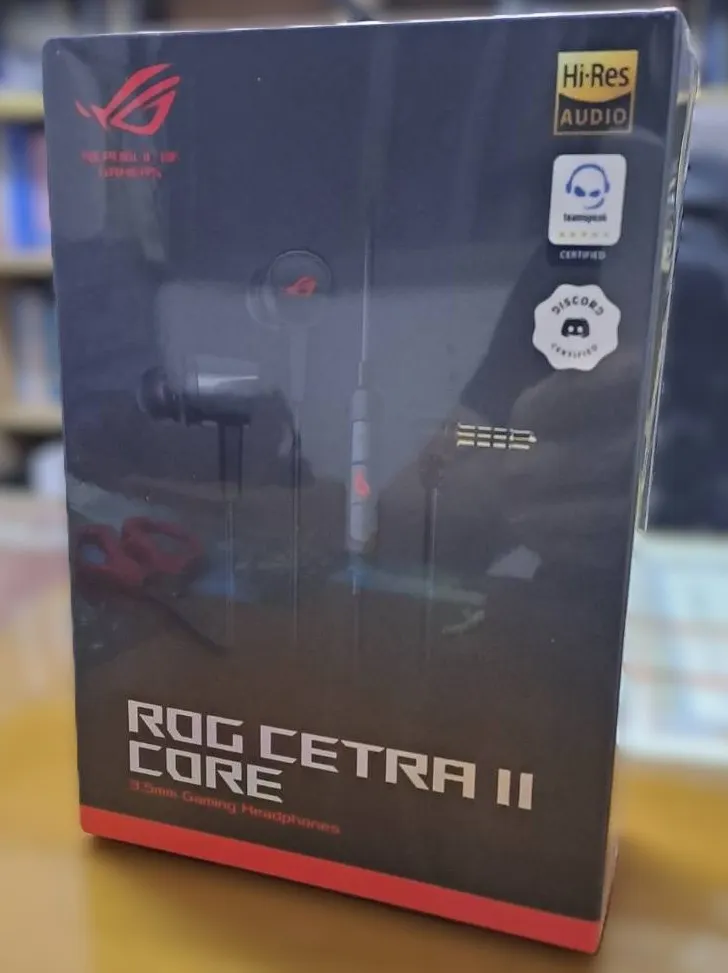 REPUBLIC OF
GAMERS
Hi-Res
AUDIO
teamspeak
CERTIFIED
DISCORD
CERTIFIED
ROG CETRA II
CORE
3.5mm Gaming Headphones